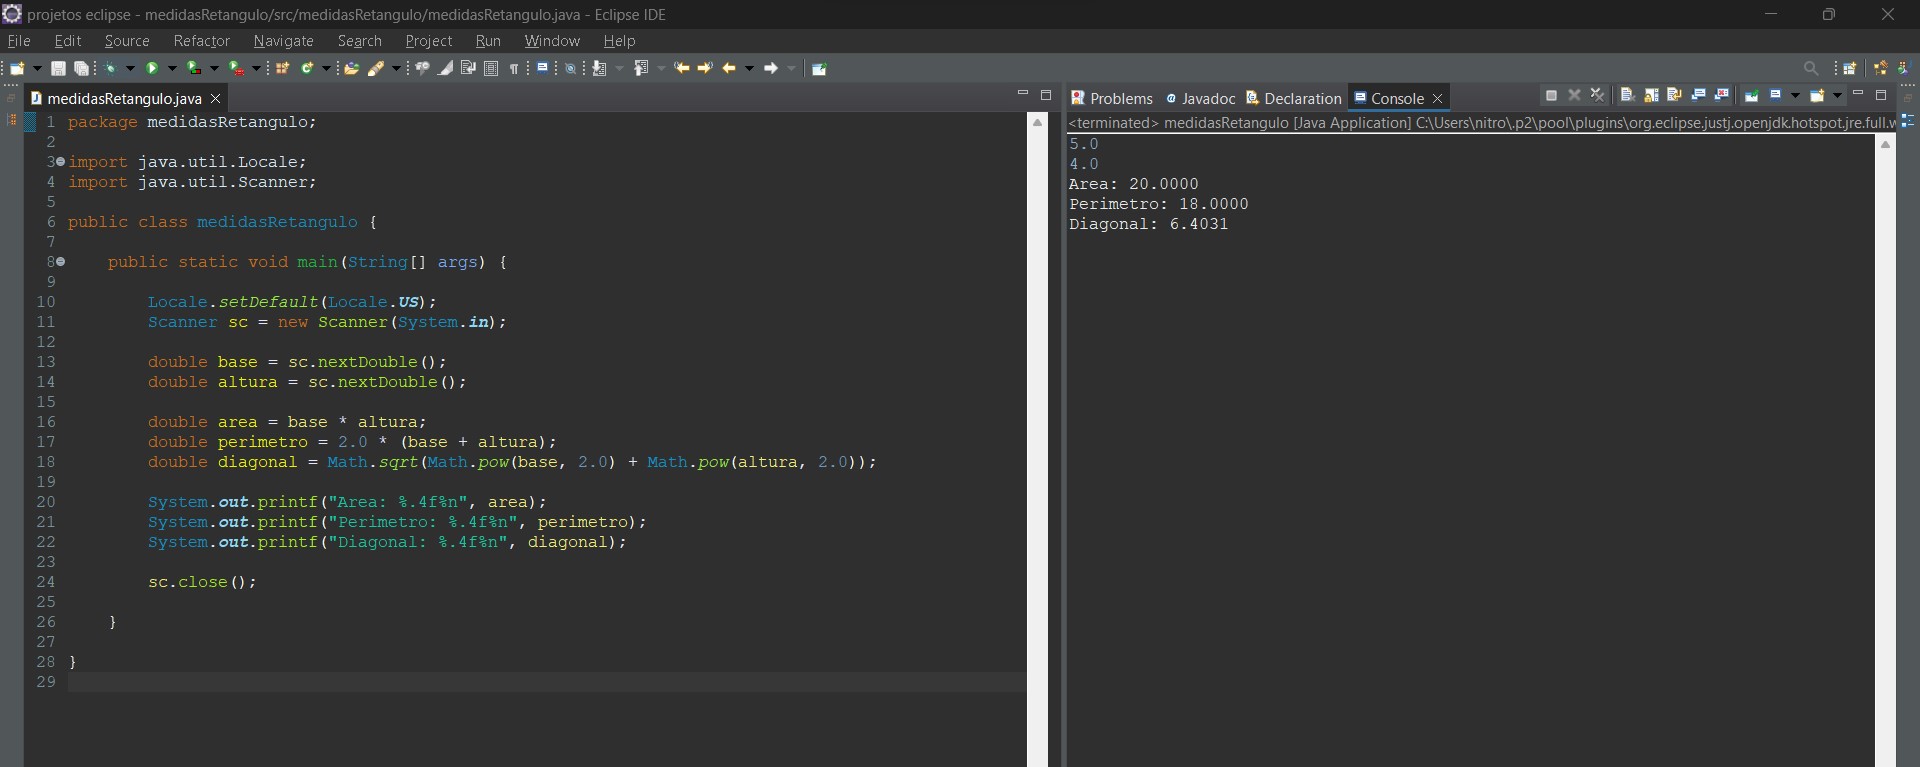 projetos eclipse - medidasRetangulo/src/medidasRetangulo/medidasRetangulo.java - Eclipse IDE
File Edit Source Refactor Navigate Search Project Run Window Help
medidasRetangulo.java
1 package medidasRetangulo;
2
3 import java.util.Locale;
4 import java.util.Scanner;
5
6 public class medidasRetangulo {
7
8 public static void main(String[] args) {
9
10 Locale.setDefault(Locale.US);
11 Scanner sc = new Scanner(System.in);
12
13 double base = sc.nextDouble();
14 double altura = sc.nextDouble();
15
16 double area = base * altura;
17 double perimetro = 2.0 * (base + altura);
18 double diagonal = Math.sqrt(Math.pow(base, 2.0) + Math.pow(altura, 2.0));
19
20 System.out.printf("Area: %.4f%n", area);
21 System.out.printf("Perimetro: %.4f%n", perimetro);
22 System.out.printf("Diagonal: %.4f%n", diagonal);
23
24 sc.close();
25
26 }
27
28 }
29
Problems Javadoc Declaration Console
<terminated> medidasRetangulo [Java Application] C:\Users\nitro\.p2\pool\plugins\org.eclipse.justj.openjdk.hotspot.jre.full.w
5.0
4.0
Area: 20.0000
Perimetro: 18.0000
Diagonal: 6.4031